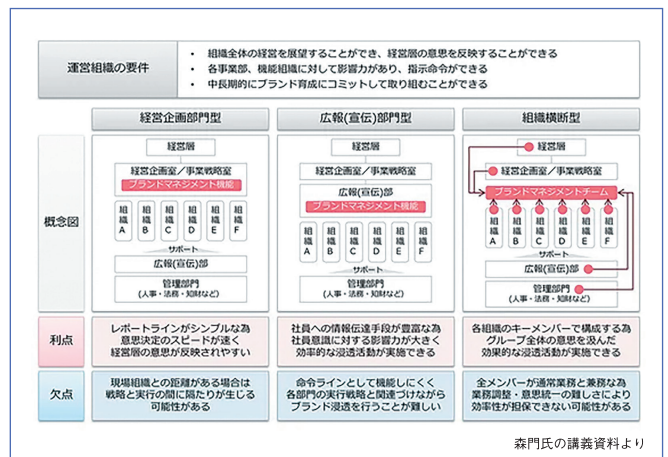 運営組織の要件
• 組織全体の経営を展望することができ、経営層の意思を反映することができる
• 各事業部、機能組織に対して影響力があり、指示命令ができる
• 中長期的にブランド育成にコミットして取り組むことができる
経営企画部門型
広報(宣伝)部門型
組織横断型
概念図
経営層
経営企画室／事業戦略室
ブランドマネジメント機能
組織A
組織B
組織C
組織D
組織E
組織F
サポート
広報(宣伝)部
管理部門
(人事・法務・知財など)
経営層
経営企画室／事業戦略室
広報(宣伝)部
ブランドマネジメント機能
組織A
組織B
組織C
組織D
組織E
組織F
サポート
管理部門
(人事・法務・知財など)
経営層
経営企画室／事業戦略室
ブランドマネジメントチーム
組織A
組織B
組織C
組織D
組織E
組織F
サポート
広報(宣伝)部
管理部門
(人事・法務・知財など)
利点
レポートラインがシンプルな為
意思決定のスピードが速く
経営層の意思が反映されやすい
社員への情報伝達手段が豊富な為
社員意識に対する影響力が大きく
効率的な浸透活動が実施できる
各組織のキーメンバーで構成する為
グループ全体の意思を汲んだ
効果的な浸透活動が実施できる
欠点
現場組織との距離がある場合は
戦略と実行の間に隔たりが生じる
可能性がある
命令ラインとして機能しにくく
各部門の実行戦略と関連づけながら
ブランド浸透を行うことが難しい
全メンバーが通常業務と兼務な為
業務調整・意思統一の難しさにより
効率性が担保できない可能性がある
森門氏の講義資料より